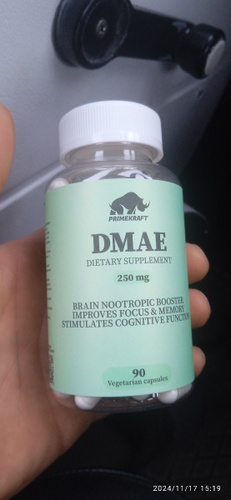 PRIMEKRAFT
DMAE
DIETARY SUPPLEMENT
250 mg
BRAIN NOOTROPIC BOOSTER
IMPROVES FOCUS & MEMORY
STIMULATES COGNITIVE FUNCTION
90
Vegetarian capsules
2024/11/17 15:19